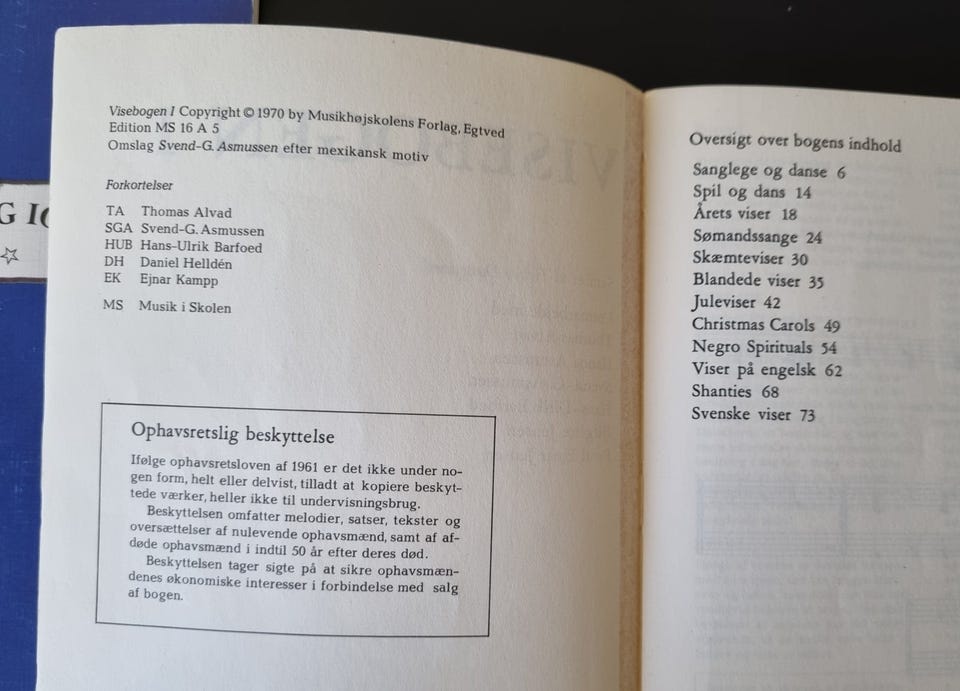 Visebogen I Copyright © 1970 by Musikhøjskolens Forlag, Egtved
Edition MS 16 A 5
Omslag Svend-G. Asmussen efter mexikansk motiv
Forkortelser
TA Thomas Alvad
SGA Svend-G. Asmussen
HUB Hans-Ulrik Barfoed
DH Daniel Helldén
EK Ejnar Kampp
MS Musik i Skolen
Ophavsretslig beskyttelse
Ifølge ophavsretsloven af 1961 er det ikke under no-
gen form, helt eller delvist, tilladt at kopiere beskyt-
tede værker, heller ikke til undervisningsbrug.
Beskyttelsen omfatter melodier, satser, tekster og
oversættelser af nulevende ophavsmænd, samt af af-
døde ophavsmænd i indtil 50 år efter deres død.
Beskyttelsen tager sigte på at sikre ophavsmæn-
denes økonomiske interesser i forbindelse med salg
af bogen.
Oversigt over bogens indhold
Sanglege og danse 6
Spil og dans 14
Årets viser 18
Sømandssange 24
Skæmteviser 30
Blandede viser 35
Juleviser 42
Christmas Carols 49
Negro Spirituals 54
Viser på engelsk 62
Shanties 68
Svenske viser 73